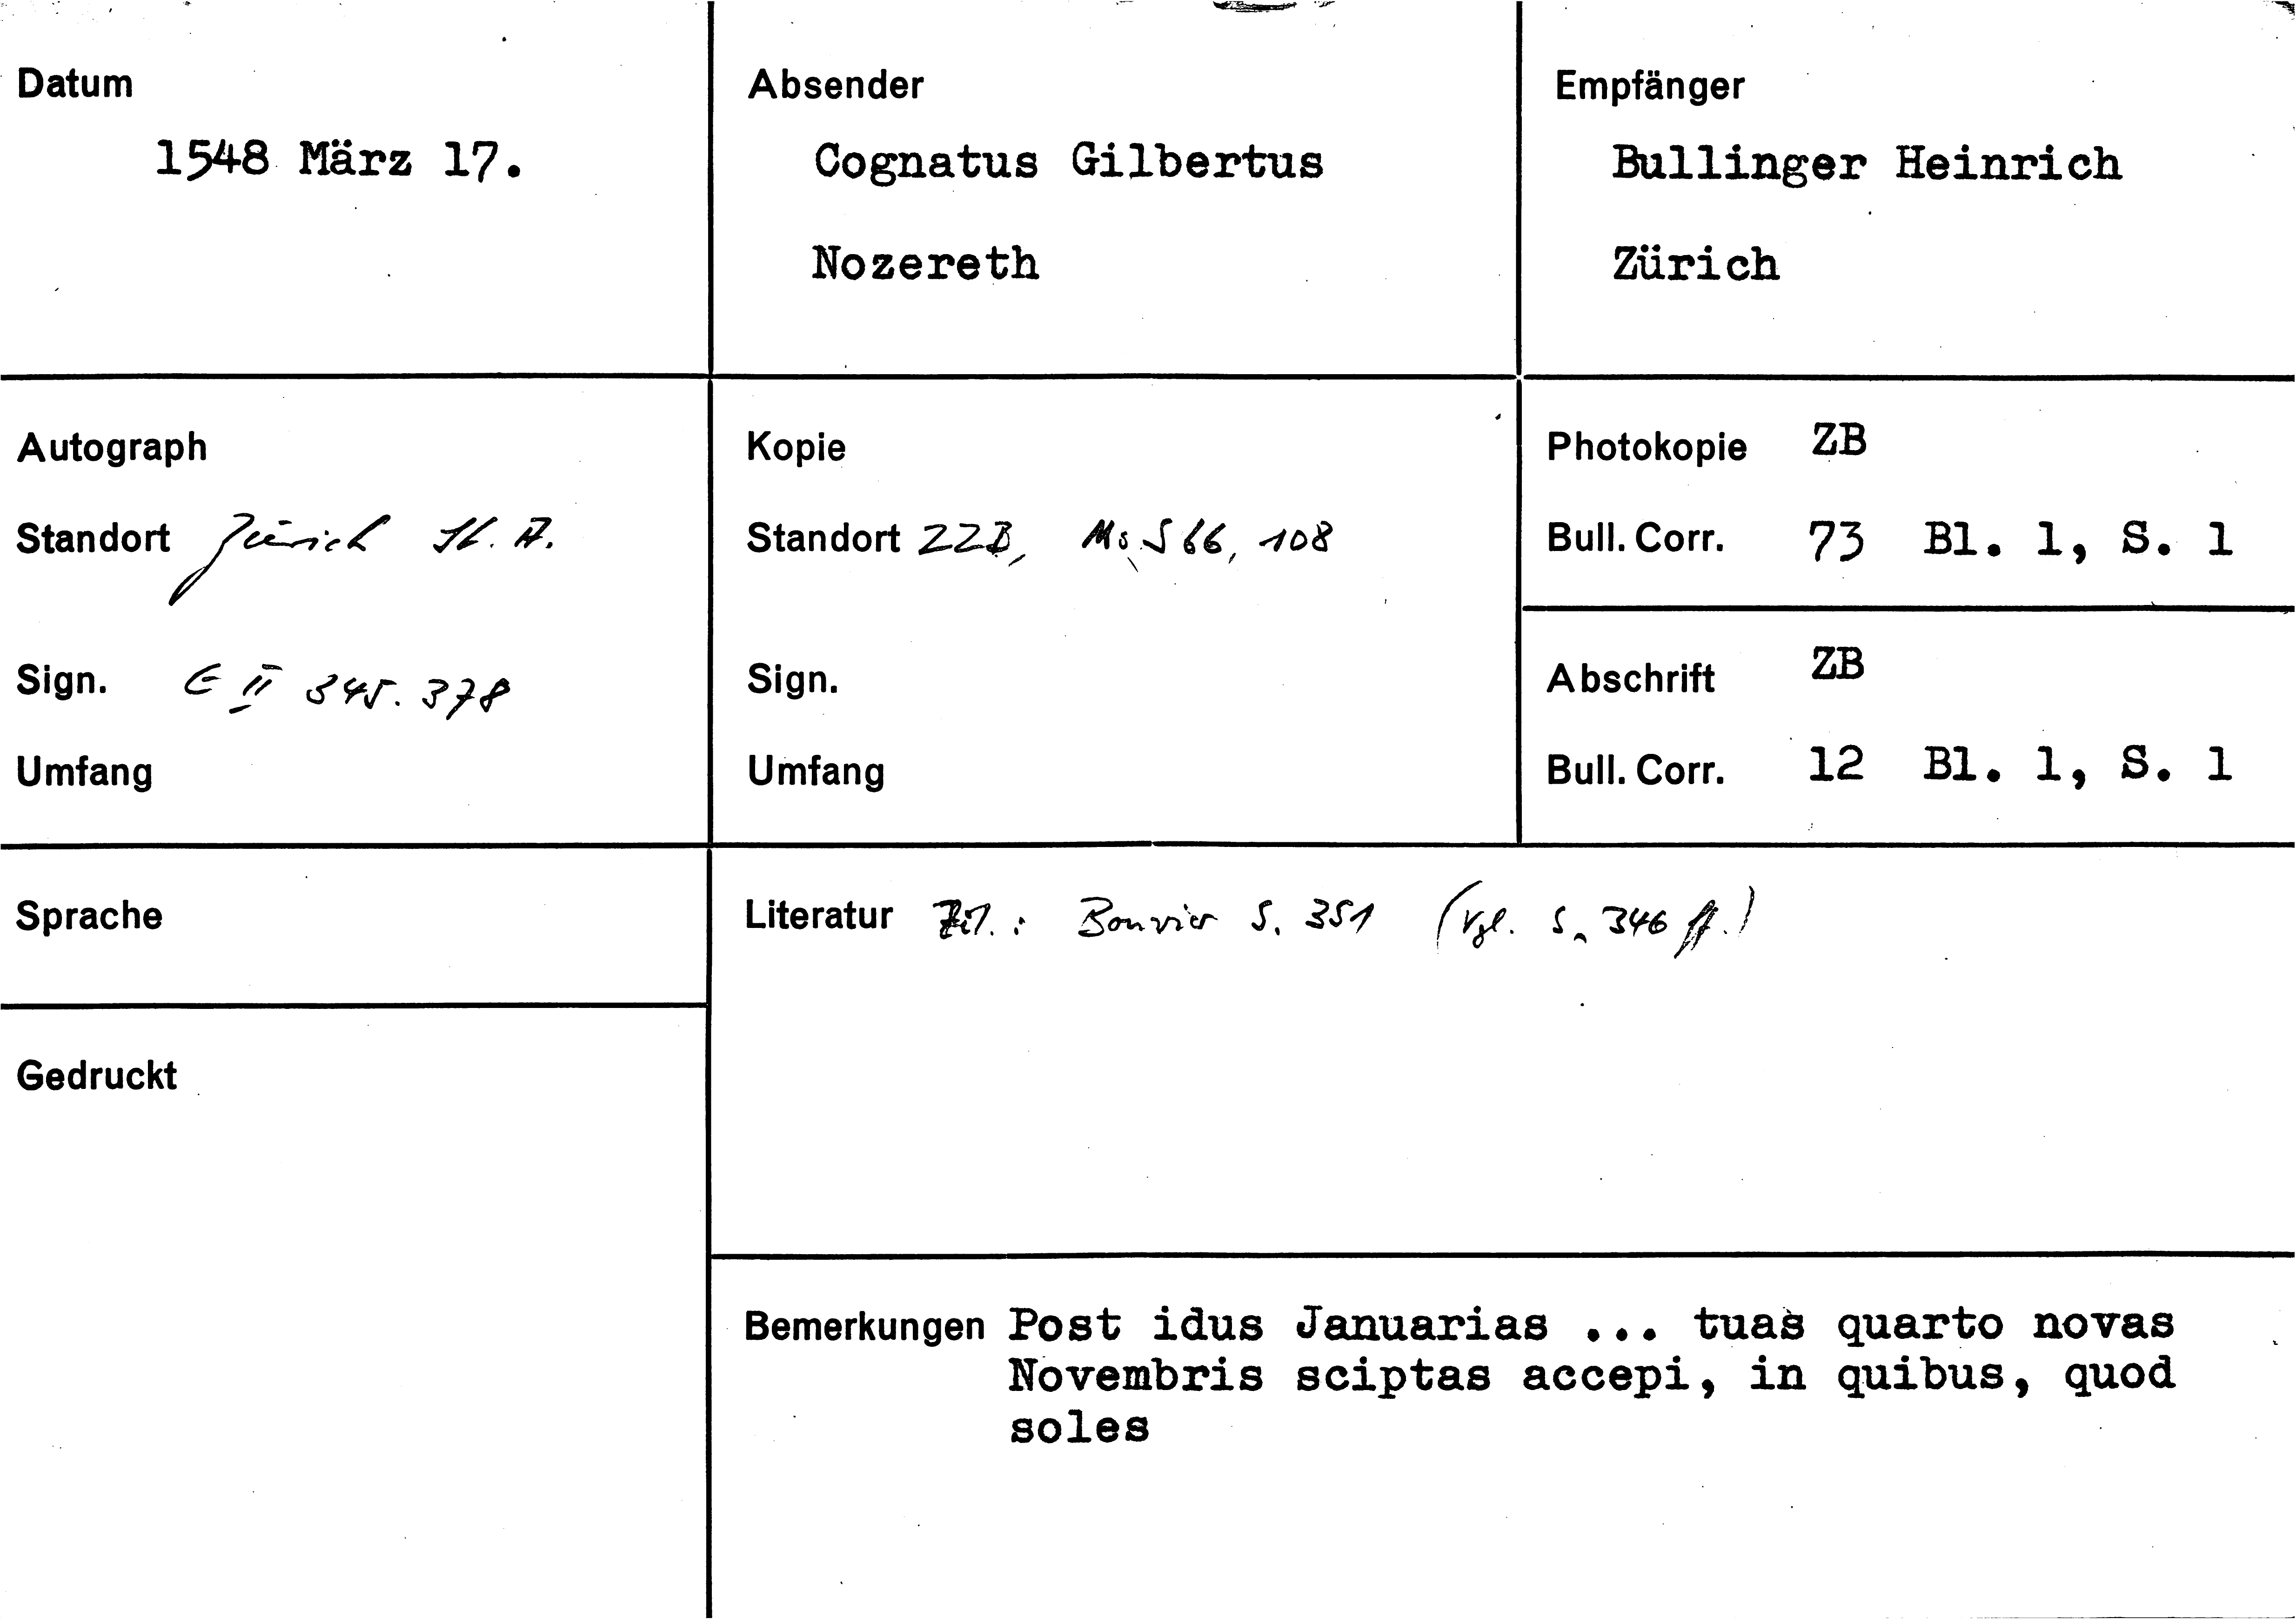 Datum
1548 März 17.
Absender
Cognatus Gilbertus
Nozereth
Empfänger
Bullinger Heinrich
Zürich
Autograph
Standort Zürich St. A.
Sign. E II 345. 378
Umfang
Kopie
Standort ZZB, Ms S 66, 108
Sign.
Umfang
Photokopie ZB
Bull. Corr. 73 Bl. 1, S. 1
Abschrift ZB
Bull. Corr. 12 Bl. 1, S. 1
Sprache
Literatur Zit.: Bouvier S. 351 (Vgl. S. 346 ff.)
Gedruckt
Bemerkungen Post idus Januarias ... tuas quarto novas
Novembris sciptas accepi, in quibus, quod
soles